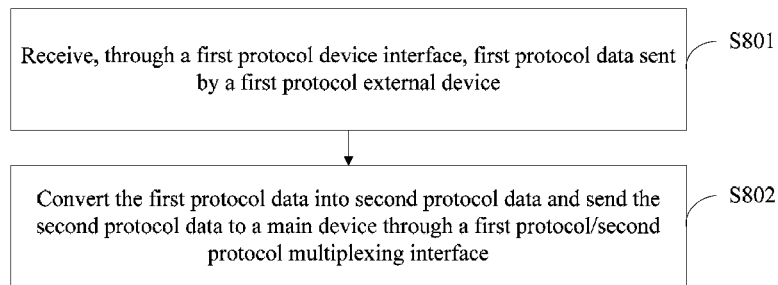 Receive, through a first protocol device interface, first protocol data sent
by a first protocol external device
S801
Convert the first protocol data into second protocol data and send the
second protocol data to a main device through a first protocol/second
protocol multiplexing interface
S802